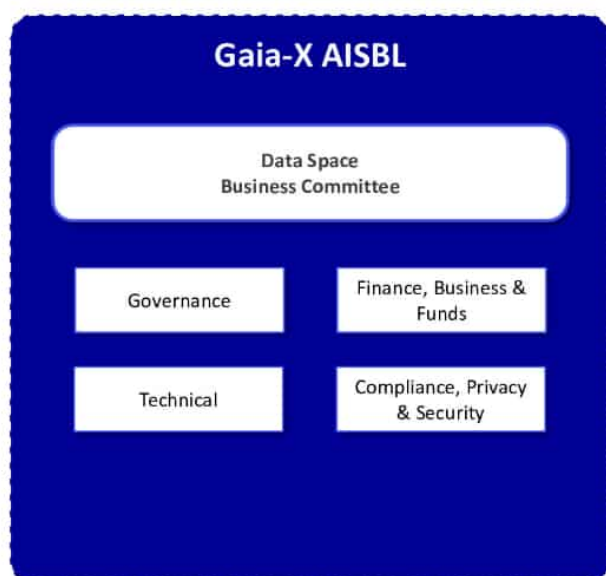 Gaia-X AISBL
Data Space
Business Committee
Governance
Finance, Business &
Funds
Technical
Compliance, Privacy
& Security